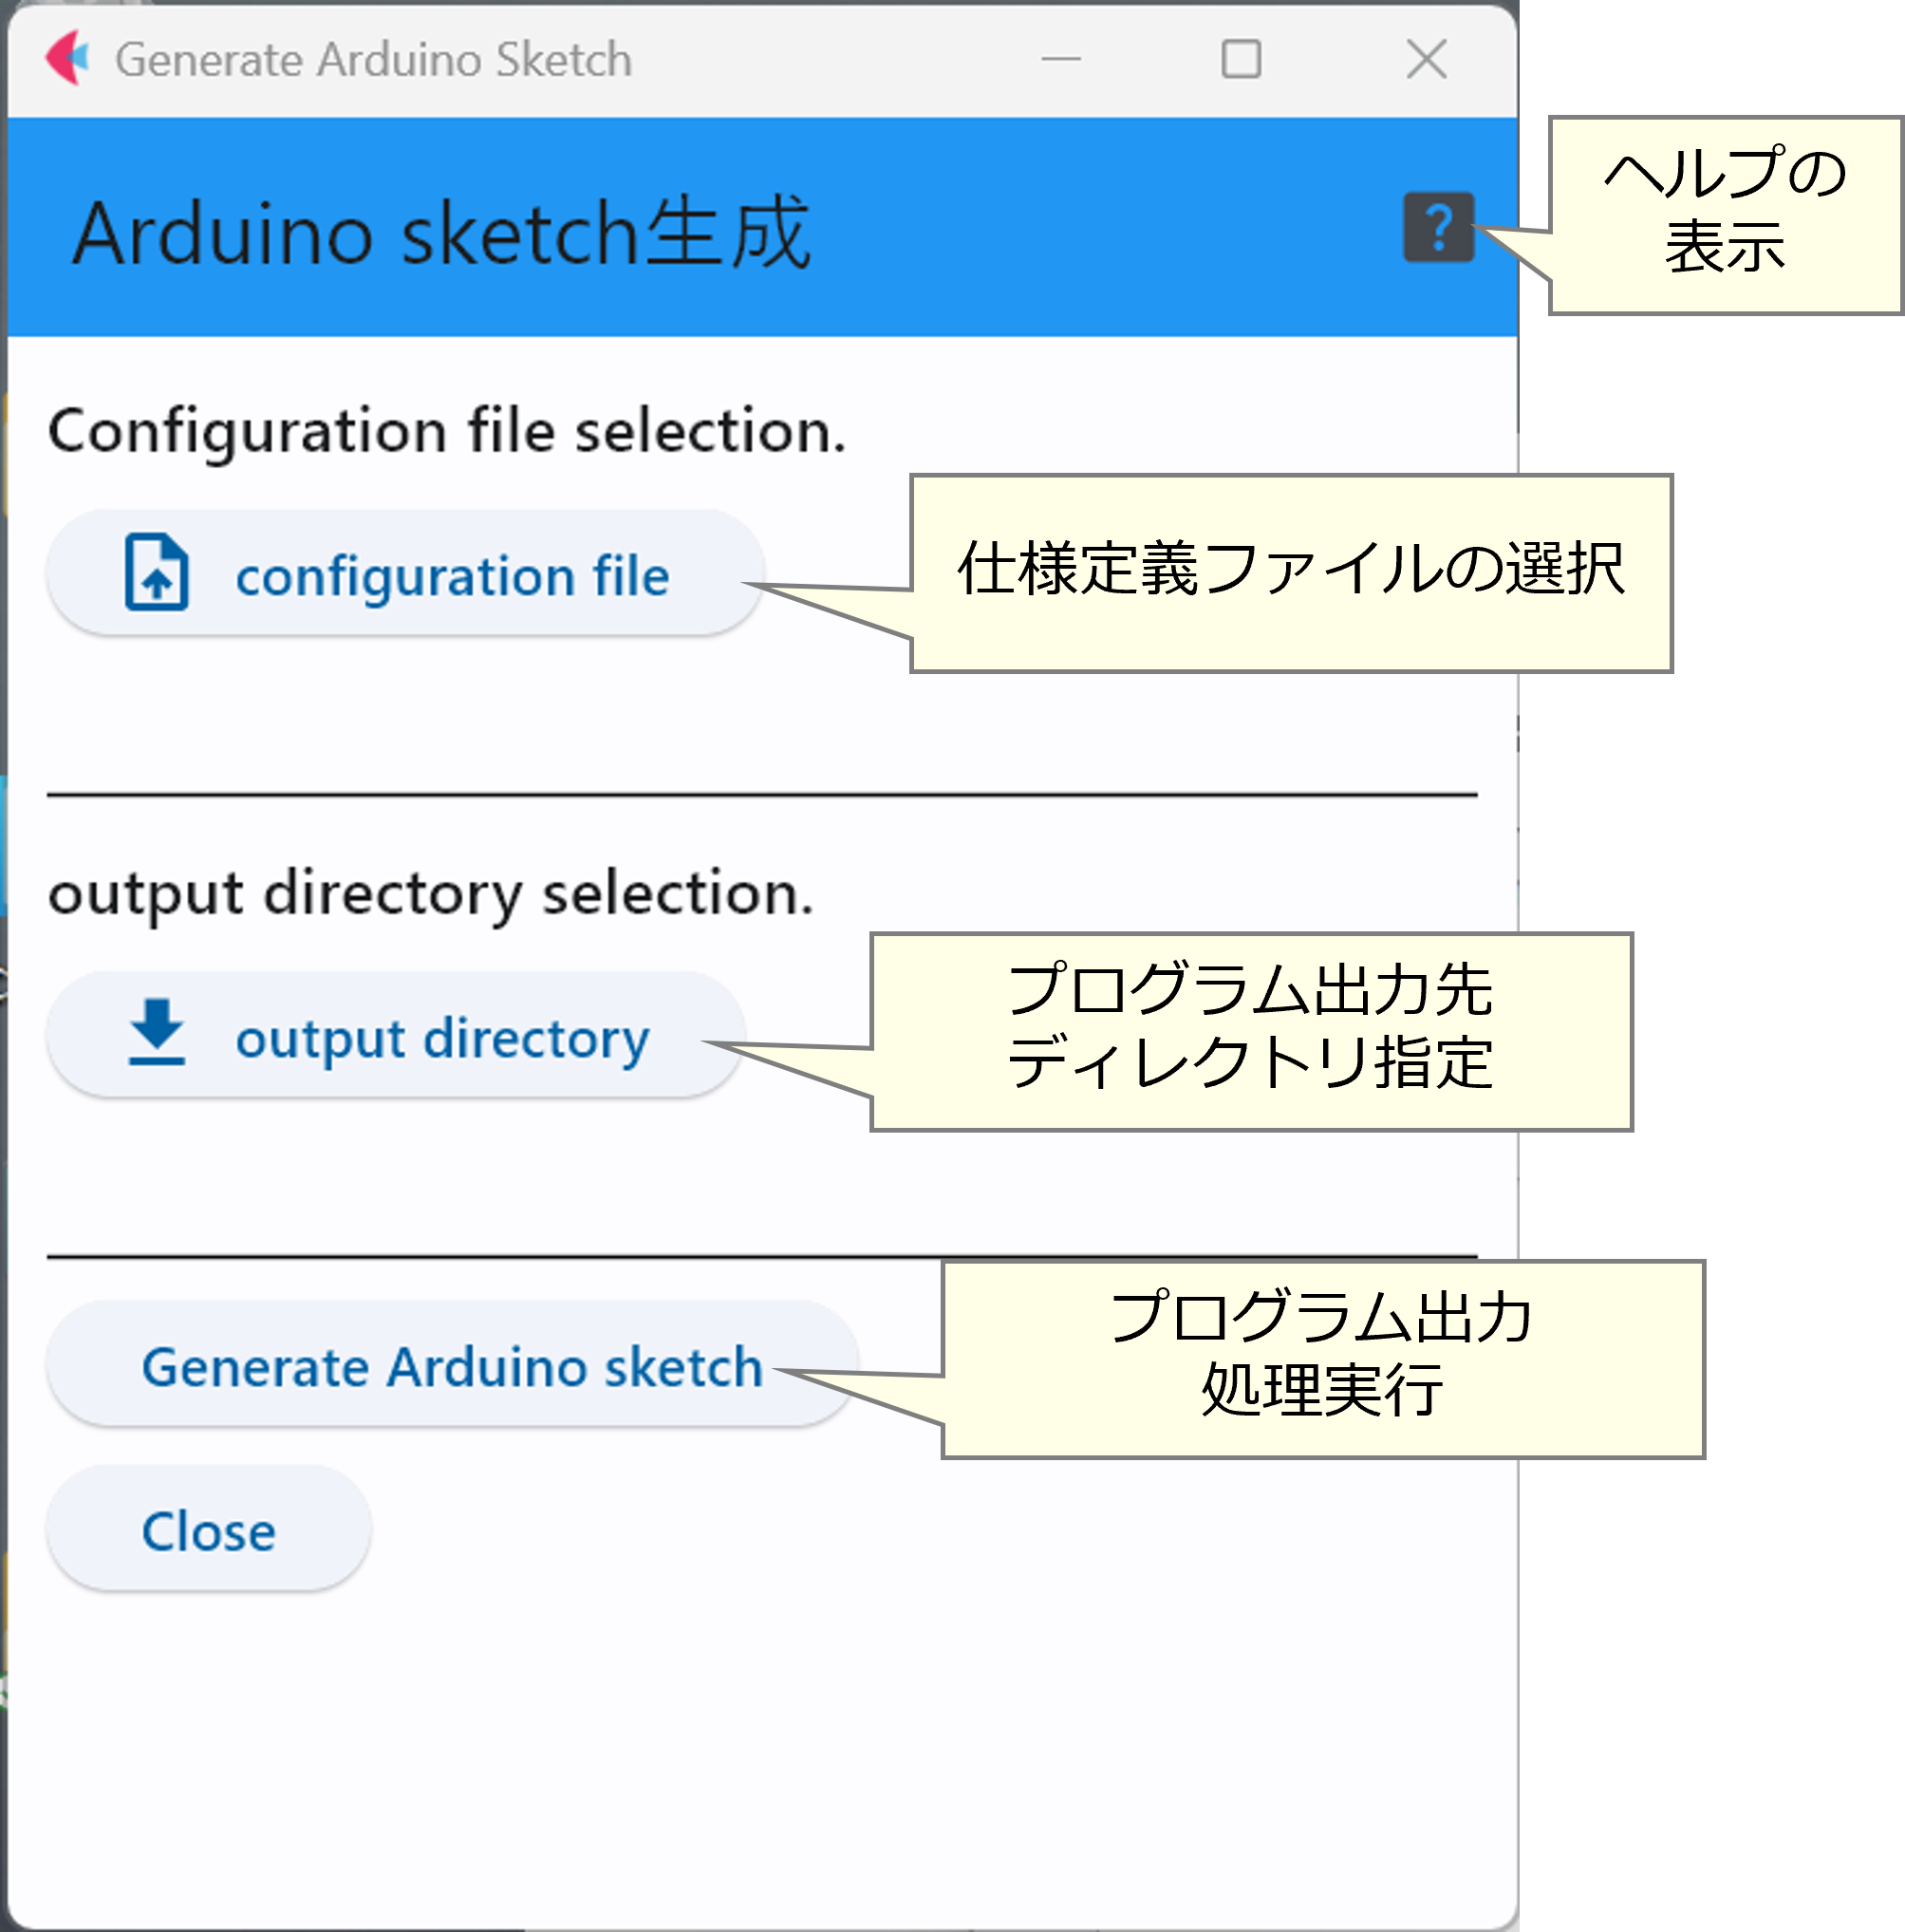 Generate Arduino Sketch
Arduino sketch生成
?
ヘルプの
表示
Configuration file selection.
configuration file
仕様定義ファイルの選択
output directory selection.
output directory
プログラム出力先
ディレクトリ指定
Generate Arduino sketch
プログラム出力
処理実行
Close